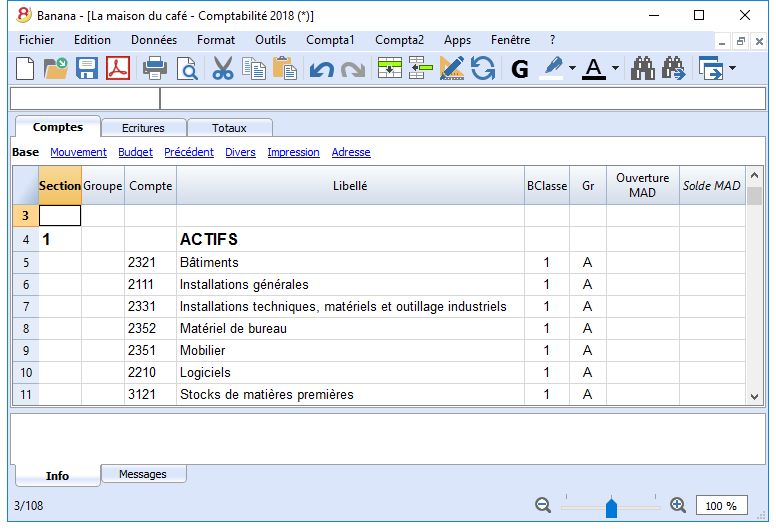 Banana - [La maison du café - Comptabilité 2018 (*)]
Fichier Edition Données Format Outils Compta1 Compta2 Apps Fenêtre ?
G A
Comptes Ecritures Totaux
Base Mouvement Budget Précédent Divers Impression Adresse
Section Groupe Compte Libellé BClasse Gr Ouverture MAD Solde MAD
3
4 1 ACTIFS
5 2321 Bâtiments 1 A
6 2111 Installations générales 1 A
7 2331 Installations techniques, matériels et outillage industriels 1 A
8 2352 Matériel de bureau 1 A
9 2351 Mobilier 1 A
10 2210 Logiciels 1 A
11 3121 Stocks de matières premières 1 A
Info Messages
3/108 100 %